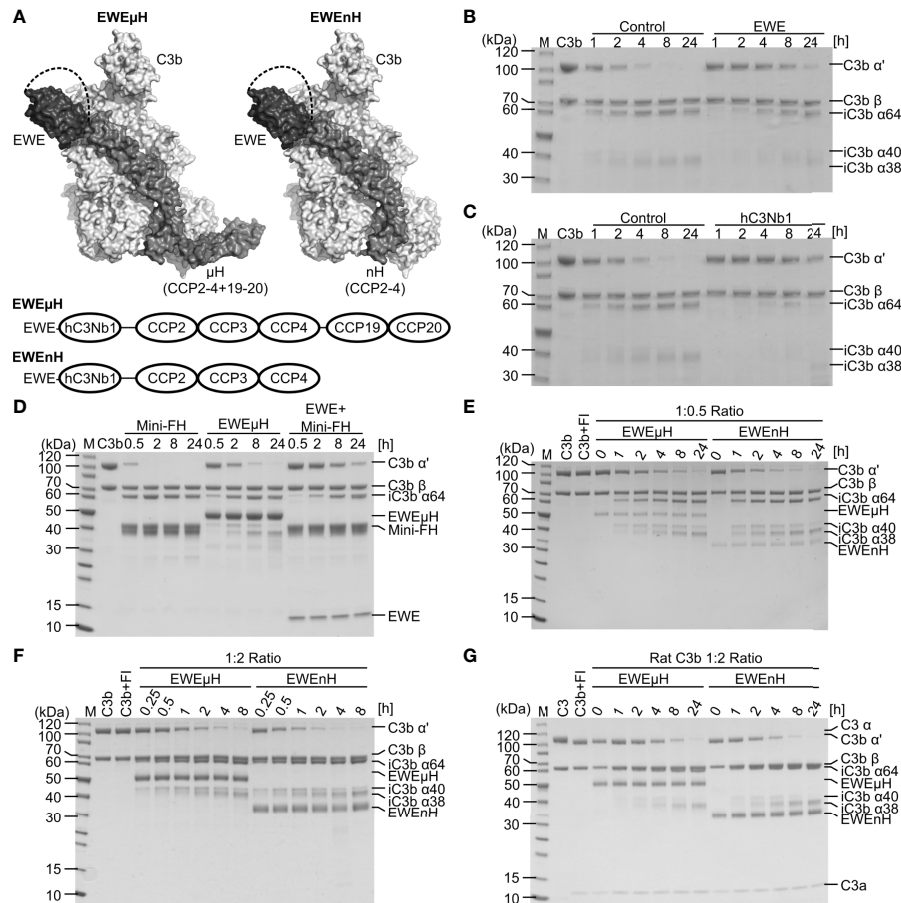 A
EWEµH
EWEnH
C3b
C3b
EWE
EWE
µH
(CCP2-4+19-20)
nH
(CCP2-4)
EWEµH
EWE-hC3Nb1 CCP2 CCP3 CCP4 CCP19 CCP20
EWEnH
EWE-hC3Nb1 CCP2 CCP3 CCP4
B
Control EWE
(kDa) M C3b 1 2 4 8 24 1 2 4 8 24 [h]
120
100
70
60
40
30
C3b α'
C3b β
iC3b α64
iC3b α40
iC3b α38
C
Control hC3Nb1
(kDa) M C3b 1 2 4 8 24 1 2 4 8 24 [h]
120
100
70
60
40
30
C3b α'
C3b β
iC3b α64
iC3b α40
iC3b α38
D
Mini-FH EWEµH EWE+
Mini-FH
(kDa) M C3b 0.5 2 8 24 0.5 2 8 24 0.5 2 8 24 [h]
120
100
70
60
50
40
30
15
10
C3b α'
C3b β
iC3b α64
EWEµH
Mini-FH
EWE
E
1:0.5 Ratio
EWEµH EWEnH
(kDa) M C3b C3b+FI 0 1 2 4 8 24 0 1 2 4 8 24 [h]
120
100
70
60
50
40
30
15
10
C3b α'
C3b β
iC3b α64
EWEµH
iC3b α40
iC3b α38
EWEnH
F
1:2 Ratio
EWEµH EWEnH
(kDa) M C3b C3b+FI 0.25 0.5 1 2 4 8 0.25 0.5 1 2 4 8 [h]
120
100
70
60
50
40
30
15
10
C3b α'
C3b β
iC3b α64
EWEµH
iC3b α40
iC3b α38
EWEnH
G
Rat C3b 1:2 Ratio
EWEµH EWEnH
(kDa) M C3 C3b+FI 0 1 2 4 8 24 0 1 2 4 8 24 [h]
120
100
70
60
50
40
30
15
10
C3 α
C3b α'
C3b β
iC3b α64
EWEµH
iC3b α40
iC3b α38
EWEnH
C3a